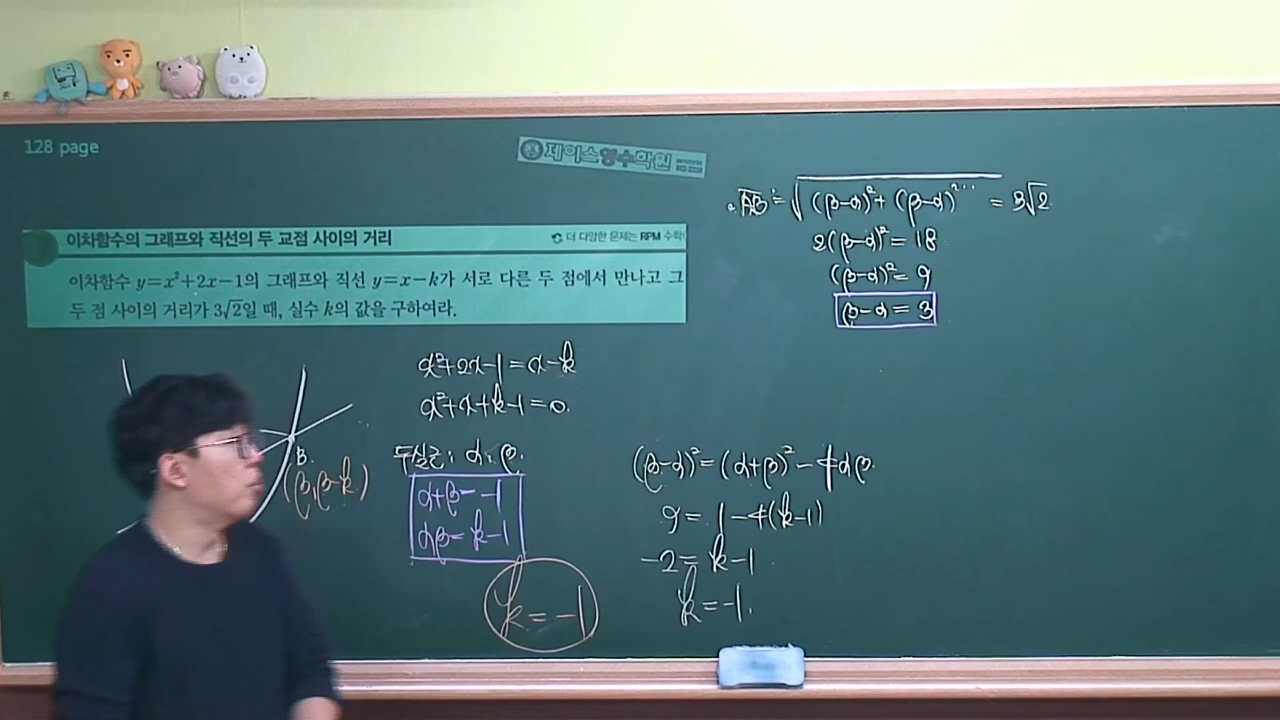 128 page
제이스영수학원
이차함수의 그래프와 직선의 두 교점 사이의 거리
더 다양한 문제는 RPM 수학(
이차함수 y=x²+2x-1의 그래프와 직선 y=x-k가 서로 다른 두 점에서 만나고 그
두 점 사이의 거리가 3√2일 때, 실수 k의 값을 구하여라.
AB = √(β-α)²+(β-α)² = 3√2
2(β-α)² = 18
(β-α)² = 9
β-α = 3
B
(β, β-k)
x²+2x-1=x-k
x²+x+k-1=0.
두실근: α, β.
α+β= -1
αβ= k-1
k=-1
(β-α)²=(α+β)²-4αβ.
9= 1-4(k-1)
-2=k-1
k=-1.